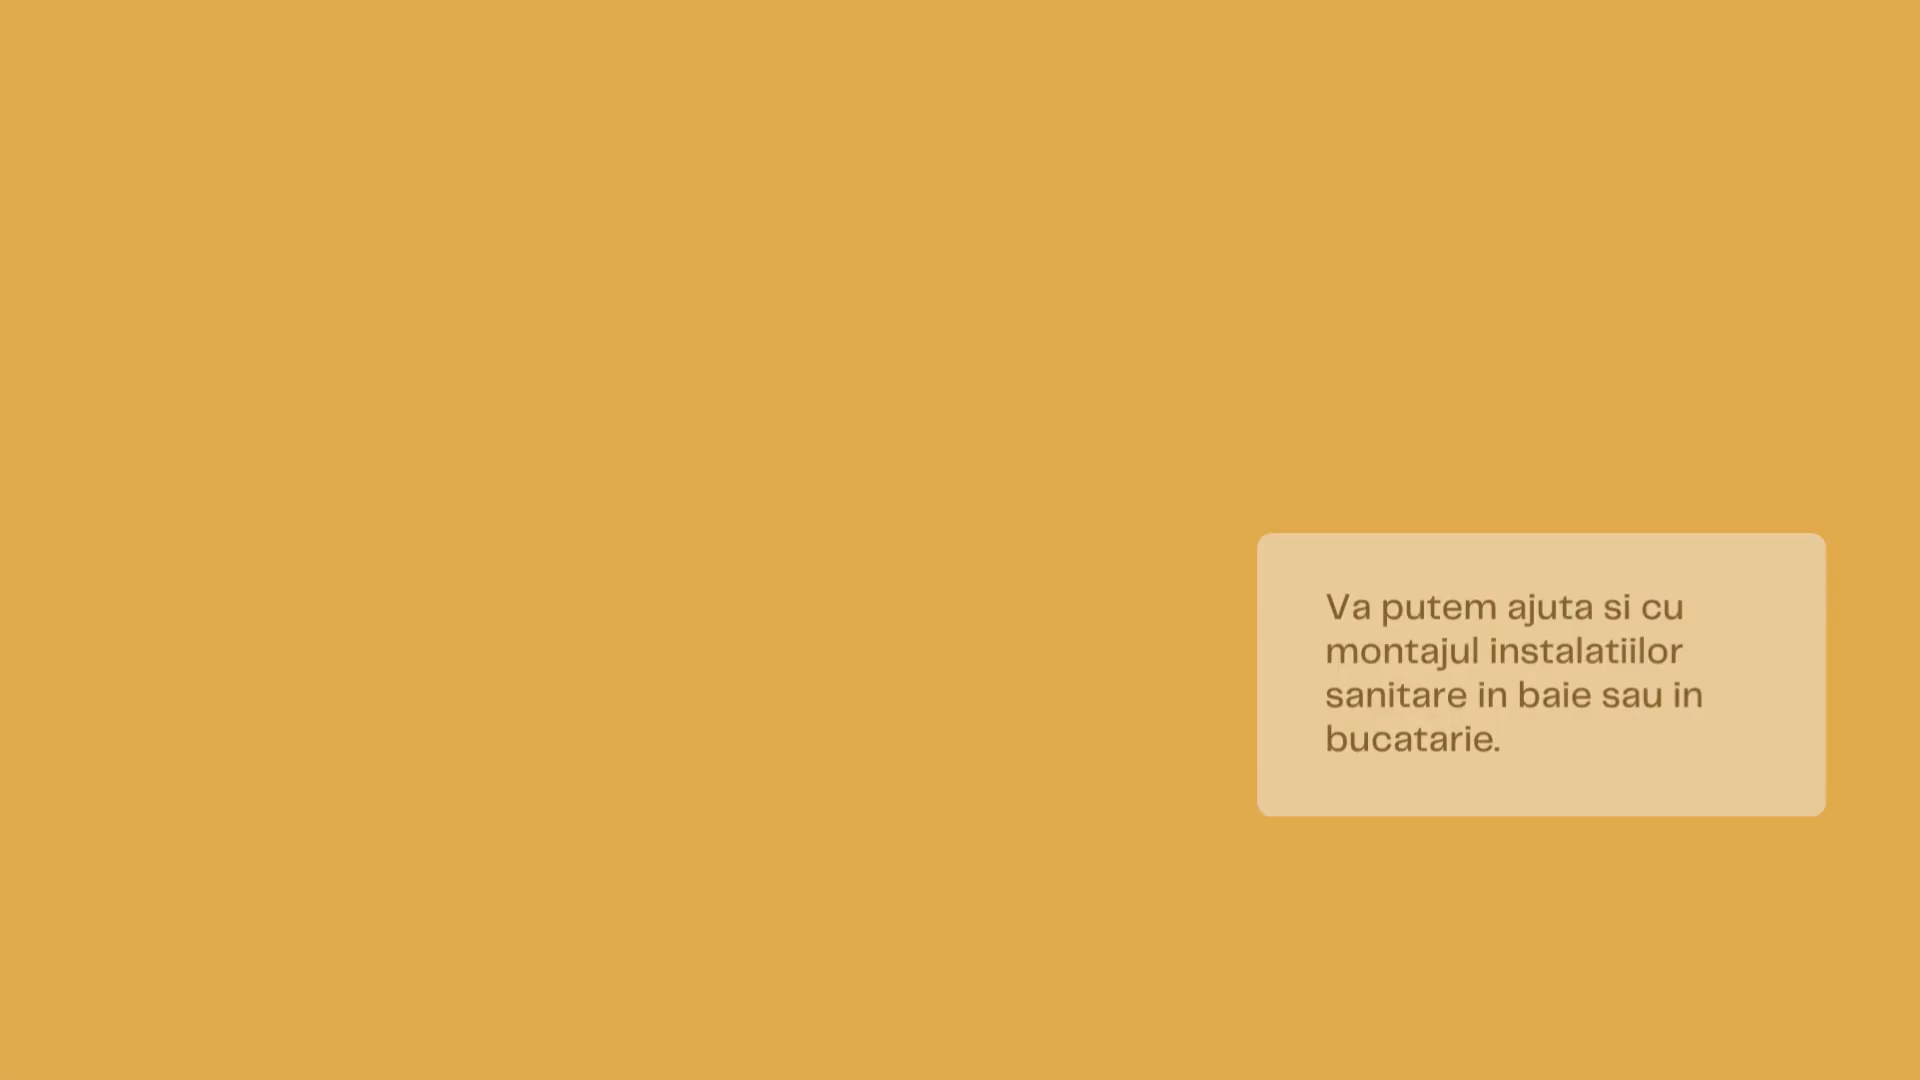 Va putem ajuta si cu
montajul instalatiilor
sanitare in baie sau in
bucatarie.